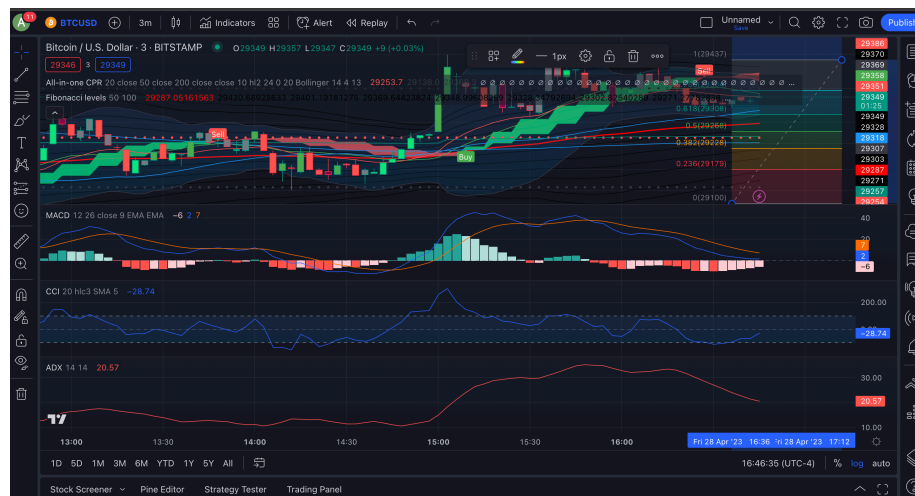 A 11 BTCUSD 3m Indicators Alert Replay Unnamed Save Publish
Bitcoin / U.S. Dollar · 3 · BITSTAMP O29349 H29357 L29347 C29349 +9 (+0.03%)
1px
29346 3 29349
All-in-one CPR 20 50 200 close 10 hl2 24 0 20 Bollinger 14 4 13 29253.7
Fibonacci levels 50 100 29287.05161563
1(29437)
0.618(29308)
0.5(29268)
0.382(29228)
0.236(29179)
0(29100)
Sell
Buy
Sell
29386
29370
29369
29358
29351
29349
01:25
29349
29328
29318
29307
29303
29287
29271
29257
29254
MACD 12 26 close 9 EMA EMA −6 2 7
40
7
2
−6
CCI 20 hlc3 SMA 5 −28.74
200.00
−28.74
ADX 14 14 20.57
30.00
20.57
10.00
13:00 13:30 14:00 14:30 15:00 15:30 16:00 Fri 28 Apr '23 16:36 Fri 28 Apr '23 17:12
1D 5D 1M 3M 6M YTD 1Y 5Y All 16:46:35 (UTC-4) % log auto
Stock Screener Pine Editor Strategy Tester Trading Panel